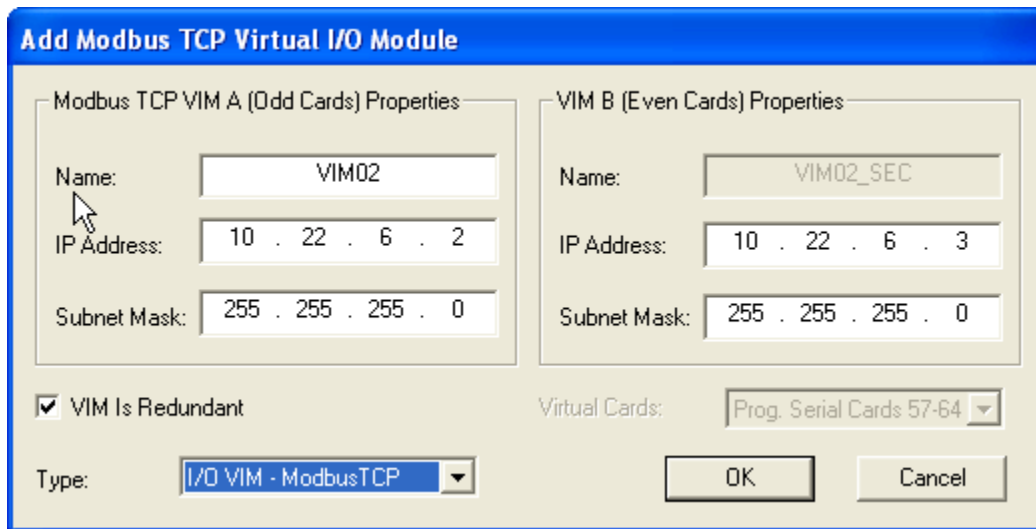 Add Modbus TCP Virtual I/O Module
Modbus TCP VIM A (Odd Cards) Properties
Name: VIM02
IP Address: 10 . 22 . 6 . 2
Subnet Mask: 255 . 255 . 255 . 0
VIM B (Even Cards) Properties
Name: VIM02_SEC
IP Address: 10 . 22 . 6 . 3
Subnet Mask: 255 . 255 . 255 . 0
VIM Is Redundant
Virtual Cards: Prog. Serial Cards 57-64
Type: I/O VIM - ModbusTCP
OK
Cancel